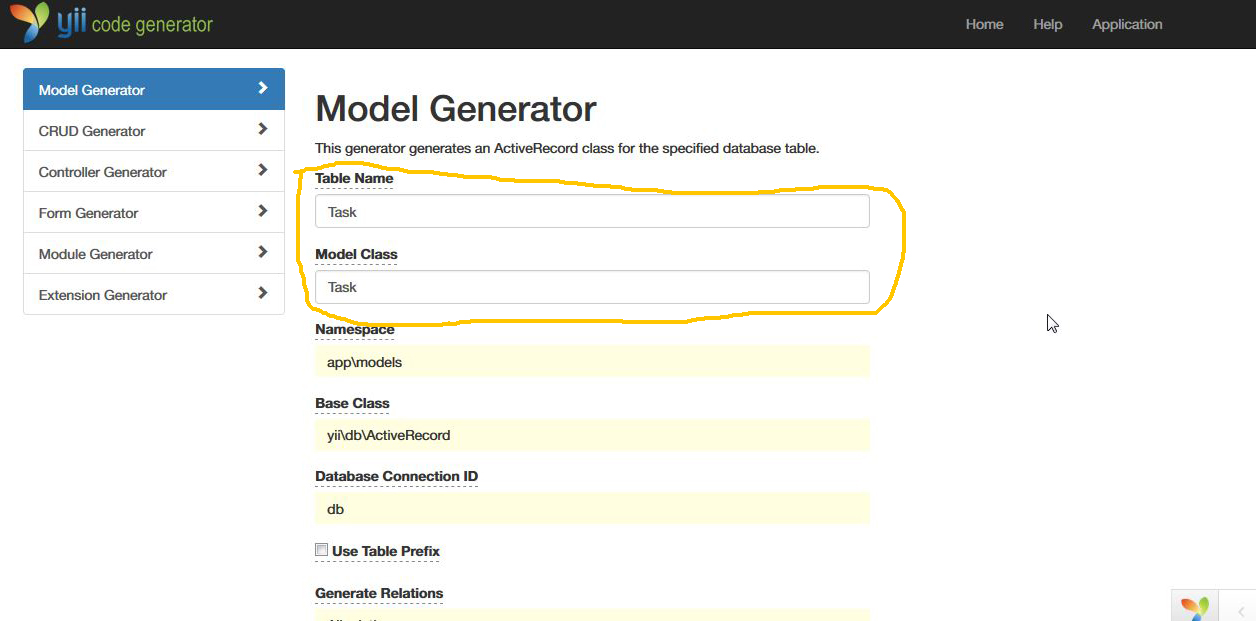 yii code generator
Home Help Application
Model Generator
CRUD Generator
Controller Generator
Form Generator
Module Generator
Extension Generator
Model Generator
This generator generates an ActiveRecord class for the specified database table.
Table Name
Task
Model Class
Task
Namespace
app\models
Base Class
yii\db\ActiveRecord
Database Connection ID
db
Use Table Prefix
Generate Relations